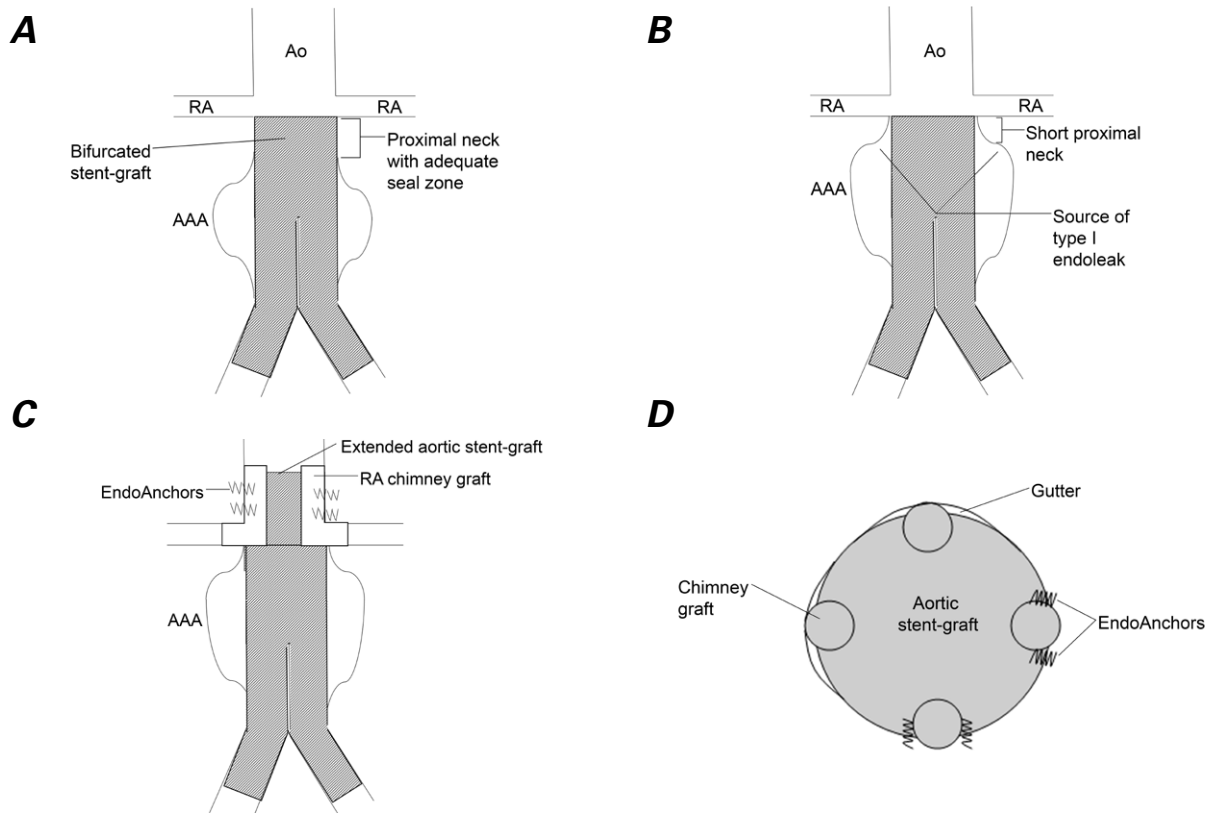 A
Ao
RA
RA
Bifurcated
stent-graft
Proximal neck
with adequate
seal zone
AAA
B
Ao
RA
RA
Short proximal
neck
AAA
Source of
type I
endoleak
C
Extended aortic stent-graft
RA chimney graft
EndoAnchors
AAA
D
Gutter
Chimney
graft
Aortic
stent-graft
EndoAnchors